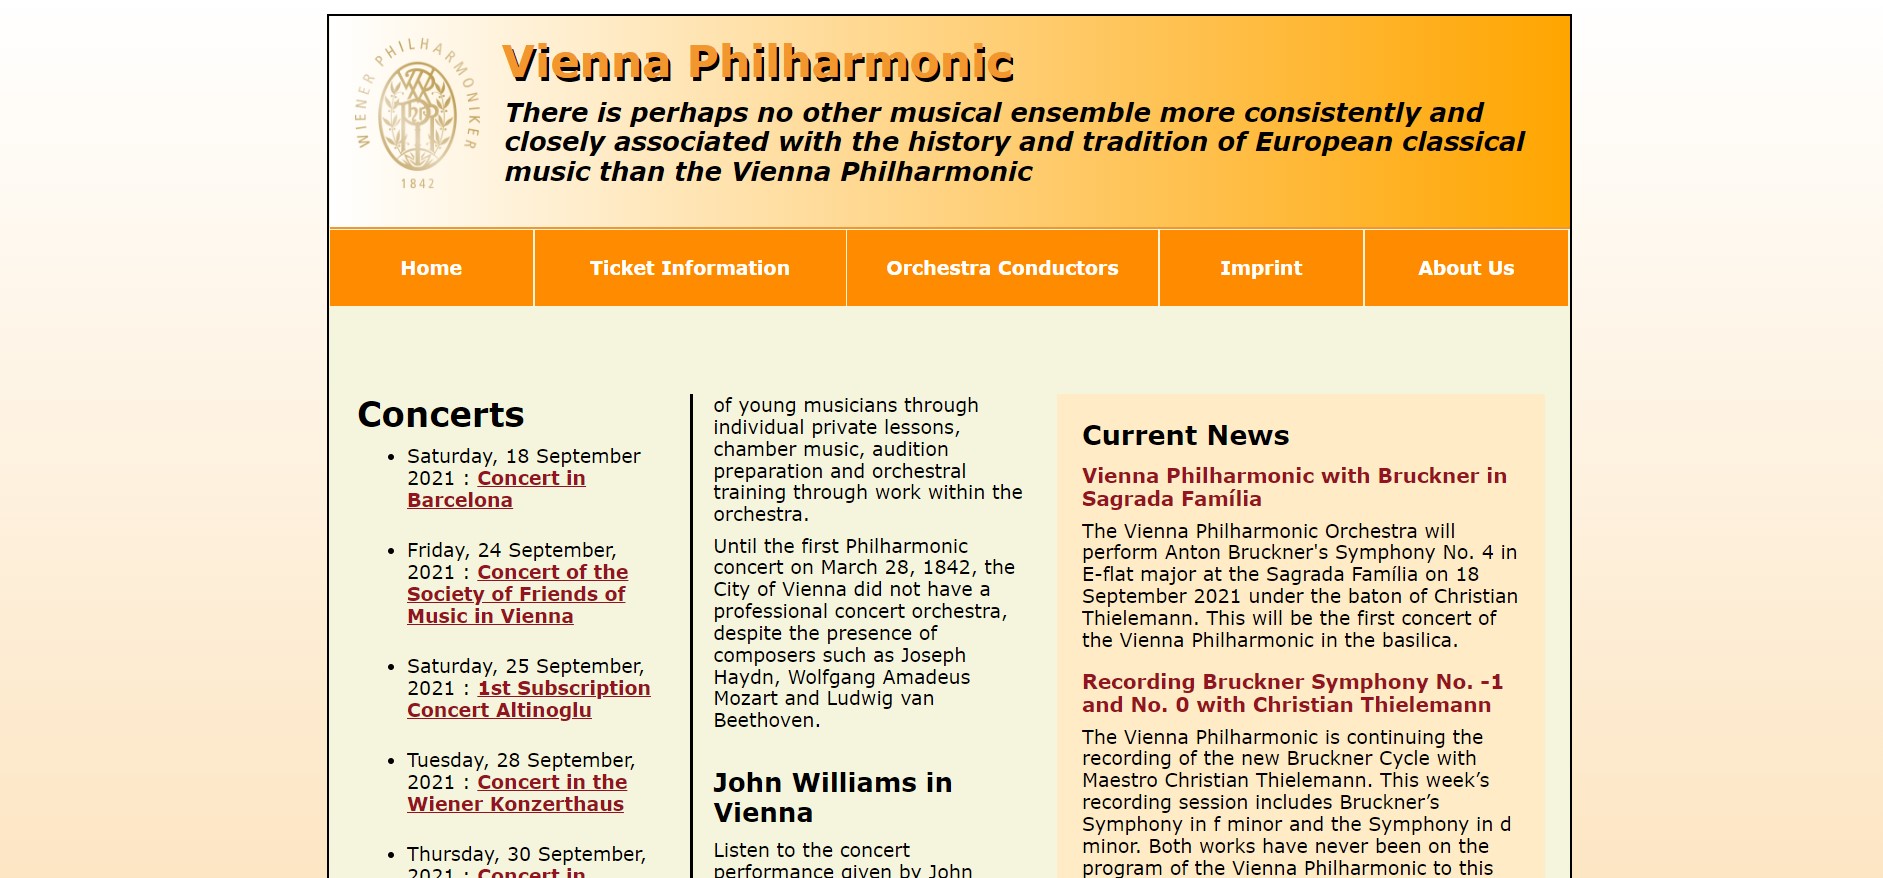 WIENER PHILHARMONIKER
1842
Vienna Philharmonic
There is perhaps no other musical ensemble more consistently and
closely associated with the history and tradition of European classical
music than the Vienna Philharmonic
Home
Ticket Information
Orchestra Conductors
Imprint
About Us
Concerts
• Saturday, 18 September
2021 : Concert in
Barcelona
• Friday, 24 September,
2021 : Concert of the
Society of Friends of
Music in Vienna
• Saturday, 25 September,
2021 : 1st Subscription
Concert Altinoglu
• Tuesday, 28 September,
2021 : Concert in the
Wiener Konzerthaus
• Thursday, 30 September,
2021 : Concert in
of young musicians through
individual private lessons,
chamber music, audition
preparation and orchestral
training through work within the
orchestra.
Until the first Philharmonic
concert on March 28, 1842, the
City of Vienna did not have a
professional concert orchestra,
despite the presence of
composers such as Joseph
Haydn, Wolfgang Amadeus
Mozart and Ludwig van
Beethoven.
John Williams in
Vienna
Listen to the concert
performance given by John
Current News
Vienna Philharmonic with Bruckner in
Sagrada Família
The Vienna Philharmonic Orchestra will
perform Anton Bruckner's Symphony No. 4 in
E-flat major at the Sagrada Família on 18
September 2021 under the baton of Christian
Thielemann. This will be the first concert of
the Vienna Philharmonic in the basilica.
Recording Bruckner Symphony No. -1
and No. 0 with Christian Thielemann
The Vienna Philharmonic is continuing the
recording of the new Bruckner Cycle with
Maestro Christian Thielemann. This week’s
recording session includes Bruckner’s
Symphony in f minor and the Symphony in d
minor. Both works have never been on the
program of the Vienna Philharmonic to this